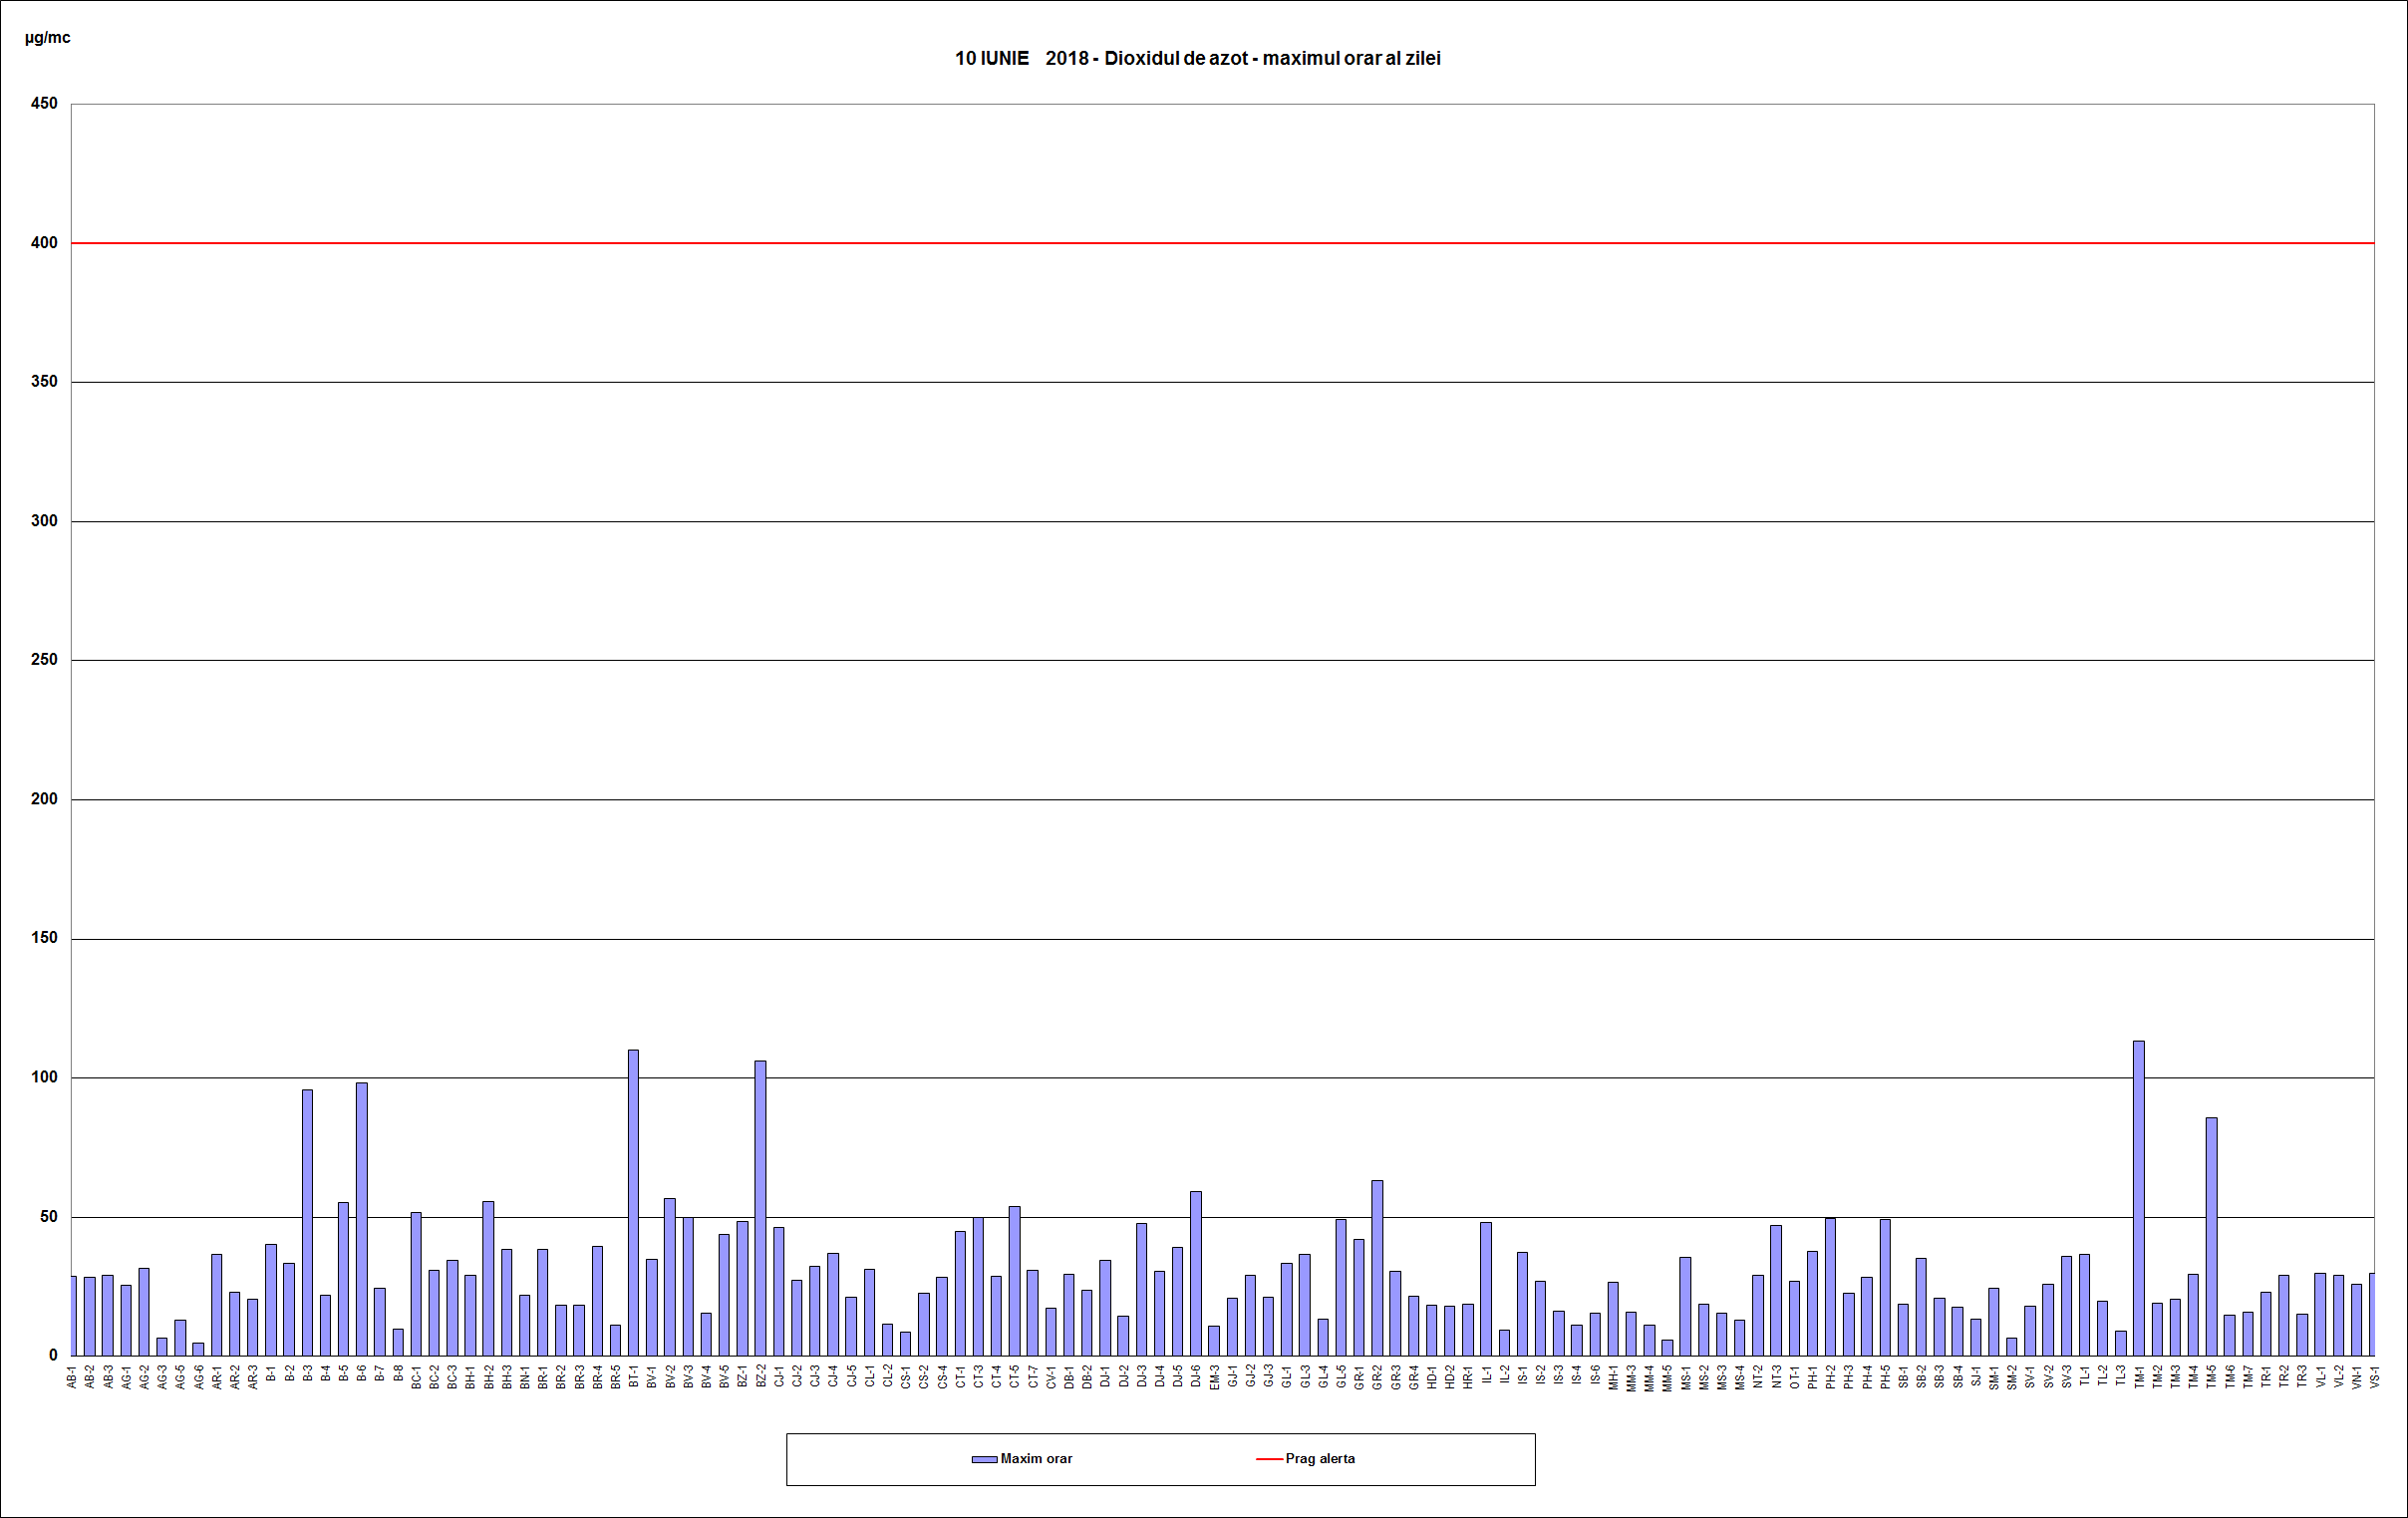 µg/mc
10 IUNIE 2018 - Dioxidul de azot - maximul orar al zilei
450
400
350
300
250
200
150
100
50
0
AB-1 AB-2 AB-3 AG-1 AG-2 AG-3 AG-5 AG-6 AR-1 AR-2 AR-3 B-1 B-2 B-3 B-4 B-5 B-6 B-7 B-8 BC-1 BC-2 BC-3 BH-1 BH-2 BH-3 BN-1 BR-1 BR-2 BR-3 BR-4 BR-5 BT-1 BV-1 BV-2 BV-3 BV-4 BV-5 BZ-1 BZ-2 CJ-1 CJ-2 CJ-3 CJ-4 CJ-5 CL-1 CL-2 CS-1 CS-2 CS-4 CT-1 CT-3 CT-4 CT-5 CT-7 CV-1 DB-1 DB-2 DJ-1 DJ-2 DJ-3 DJ-4 DJ-5 DJ-6 EM-3 GJ-1 GJ-2 GJ-3 GL-1 GL-3 GL-4 GL-5 GR-1 GR-2 GR-3 GR-4 HD-1 HD-2 HR-1 IL-1 IL-2 IS-1 IS-2 IS-3 IS-4 IS-6 MH-1 MM-3 MM-4 MM-5 MS-1 MS-2 MS-3 MS-4 NT-2 NT-3 OT-1 PH-1 PH-2 PH-3 PH-4 PH-5 SB-1 SB-2 SB-3 SB-4 SJ-1 SM-1 SM-2 SV-1 SV-2 SV-3 TL-1 TL-2 TL-3 TM-1 TM-2 TM-3 TM-4 TM-5 TM-6 TM-7 TR-1 TR-2 TR-3 VL-1 VL-2 VN-1 VS-1
Maxim orar Prag alerta